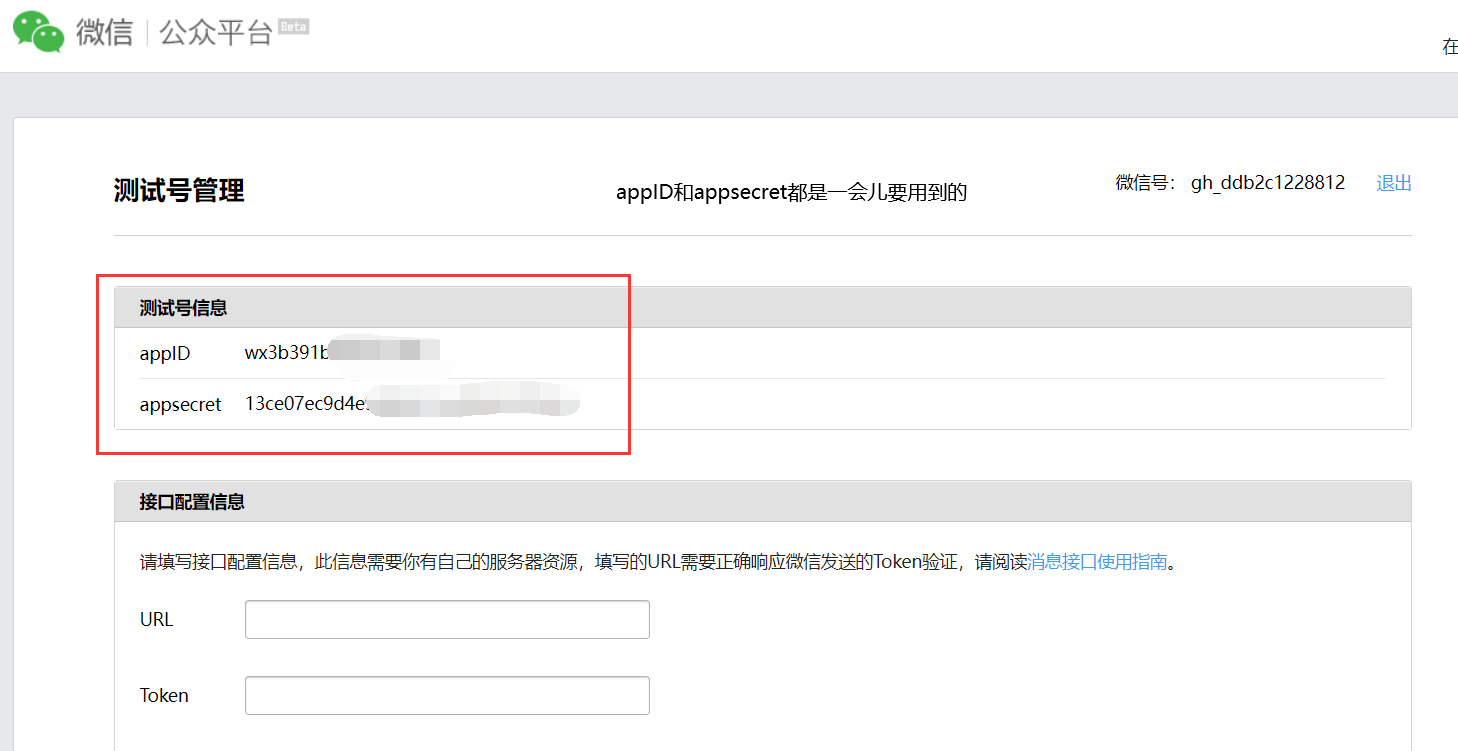 微信 | 公众平台 Beta
在
测试号管理
appID和appsecret都是一会儿要用到的
微信号: gh_ddb2c1228812 退出
测试号信息
appID wx3b391b
appsecret 13ce07ec9d4e
接口配置信息
请填写接口配置信息，此信息需要你有自己的服务器资源，填写的URL需要正确响应微信发送的Token验证，请阅读消息接口使用指南。
URL
Token